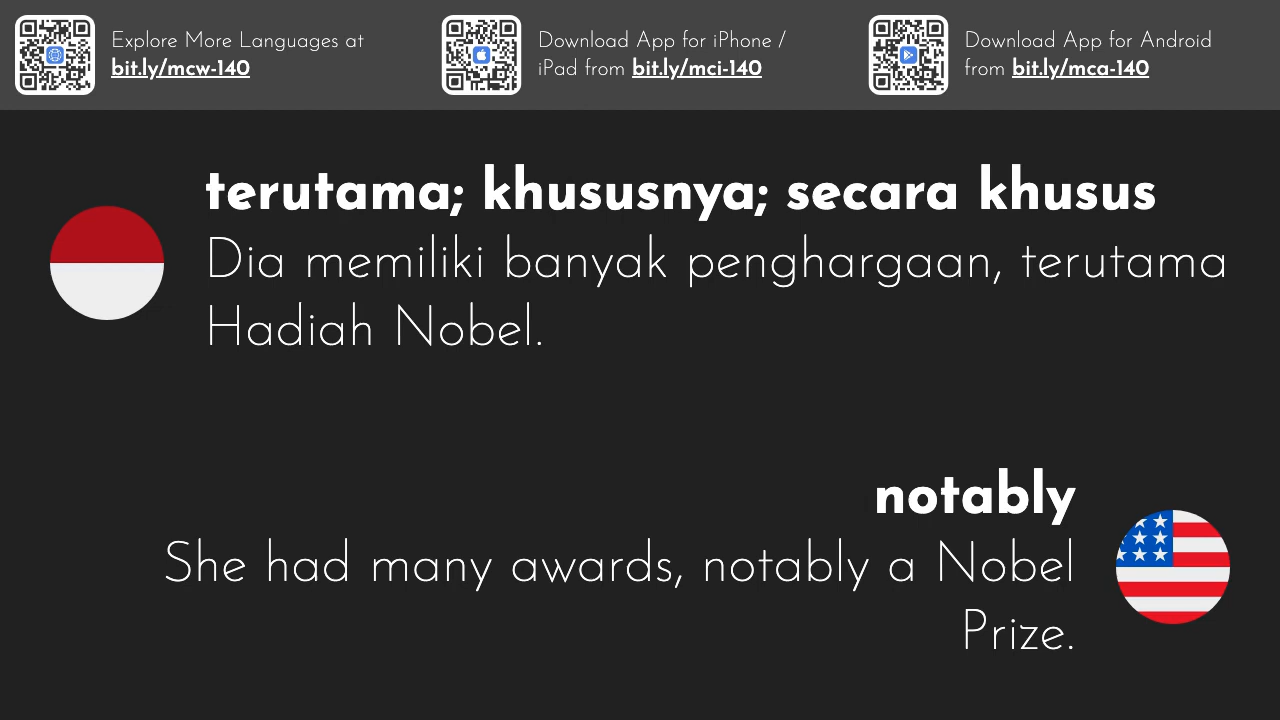 Explore More Languages at
bit.ly/mcw-140
Download App for iPhone /
iPad from bit.ly/mci-140
Download App for Android
from bit.ly/mca-140
terutama; khususnya; secara khusus
Dia memiliki banyak penghargaan, terutama
Hadiah Nobel.
notably
She had many awards, notably a Nobel
Prize.